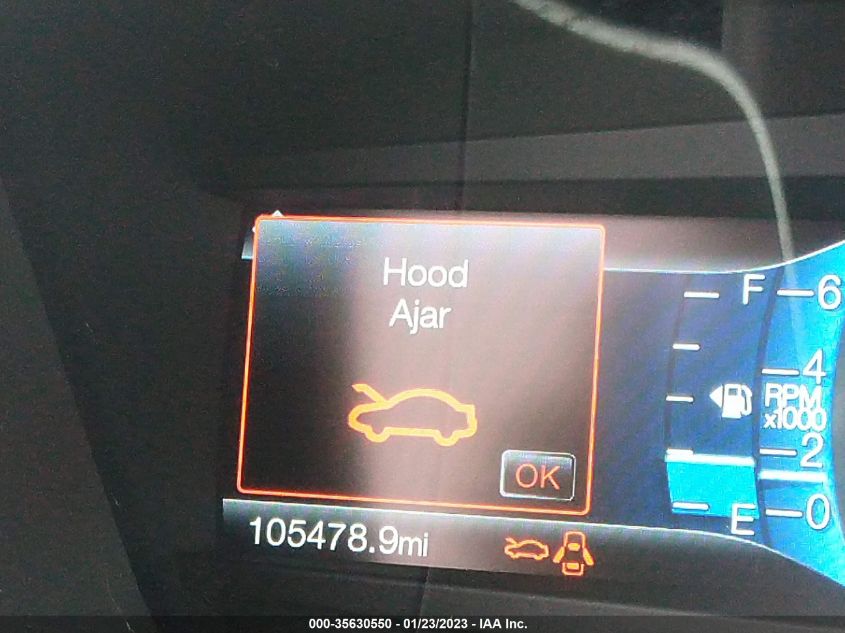 Hood
Ajar
OK
105478.9mi
F
E
6
4
RPM
x1000
2
0
000-35630550 - 01/23/2023 - IAA Inc.